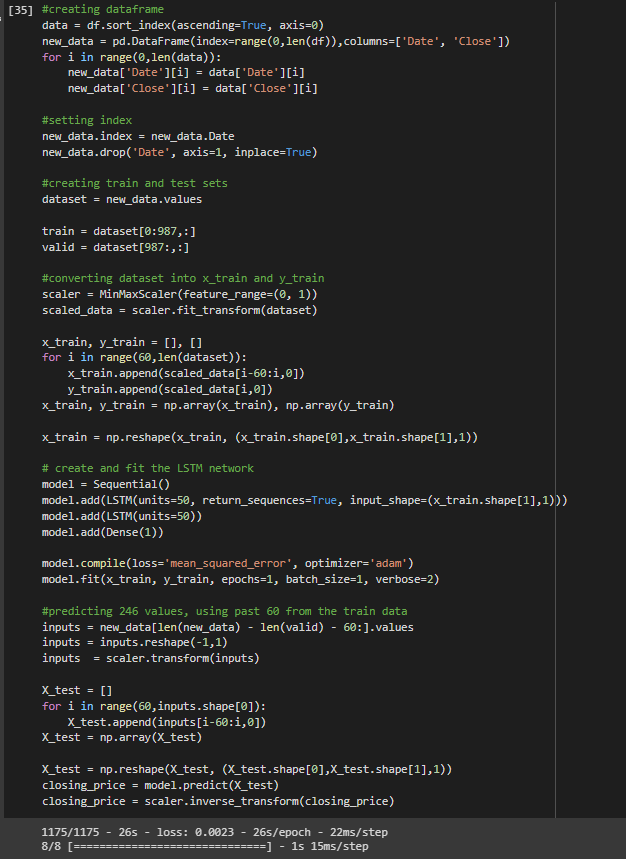 [35] #creating dataframe
data = df.sort_index(ascending=True, axis=0)
new_data = pd.DataFrame(index=range(0,len(df)),columns=['Date', 'Close'])
for i in range(0,len(data)):
    new_data['Date'][i] = data['Date'][i]
    new_data['Close'][i] = data['Close'][i]

#setting index
new_data.index = new_data.Date
new_data.drop('Date', axis=1, inplace=True)

#creating train and test sets
dataset = new_data.values

train = dataset[0:987,:]
valid = dataset[987:,:]

#converting dataset into x_train and y_train
scaler = MinMaxScaler(feature_range=(0, 1))
scaled_data = scaler.fit_transform(dataset)

x_train, y_train = [], []
for i in range(60,len(dataset)):
    x_train.append(scaled_data[i-60:i,0])
    y_train.append(scaled_data[i,0])
x_train, y_train = np.array(x_train), np.array(y_train)

x_train = np.reshape(x_train, (x_train.shape[0],x_train.shape[1],1))

# create and fit the LSTM network
model = Sequential()
model.add(LSTM(units=50, return_sequences=True, input_shape=(x_train.shape[1],1)))
model.add(LSTM(units=50))
model.add(Dense(1))

model.compile(loss='mean_squared_error', optimizer='adam')
model.fit(x_train, y_train, epochs=1, batch_size=1, verbose=2)

#predicting 246 values, using past 60 from the train data
inputs = new_data[len(new_data) - len(valid) - 60:].values
inputs = inputs.reshape(-1,1)
inputs  = scaler.transform(inputs)

X_test = []
for i in range(60,inputs.shape[0]):
    X_test.append(inputs[i-60:i,0])
X_test = np.array(X_test)

X_test = np.reshape(X_test, (X_test.shape[0],X_test.shape[1],1))
closing_price = model.predict(X_test)
closing_price = scaler.inverse_transform(closing_price)

1175/1175 - 26s - loss: 0.0023 - 26s/epoch - 22ms/step
8/8 [==============================] - 1s 15ms/step